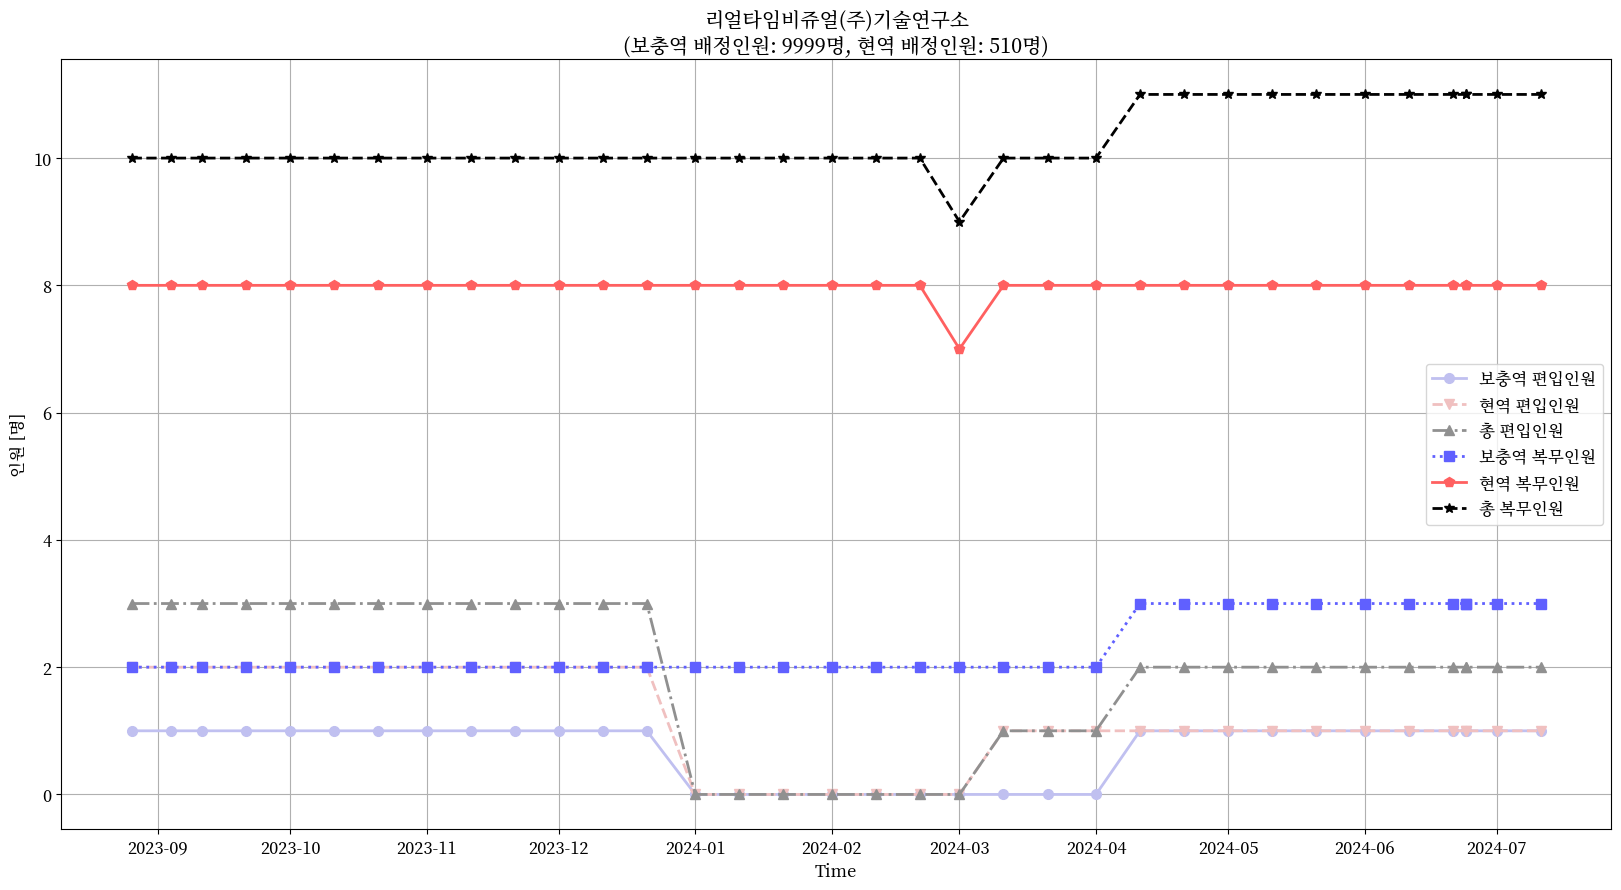 리얼타임비쥬얼(주)기술연구소
(보충역 배정인원: 9999명, 현역 배정인원: 510명)
인원 [명]
10
8
6
4
2
0
보충역 편입인원
현역 편입인원
총 편입인원
보충역 복무인원
현역 복무인원
총 복무인원
2023-09 2023-10 2023-11 2023-12 2024-01 2024-02 2024-03 2024-04 2024-05 2024-06 2024-07
Time